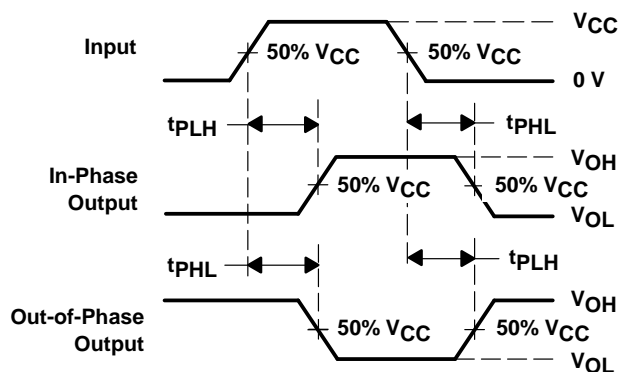 VCC
Input
50% VCC
50% VCC
0 V
tPLH
tPHL
VOH
In-Phase
Output
50% VCC
50% VCC
VOL
tPHL
tPLH
VOH
Out-of-Phase
Output
50% VCC
50% VCC
VOL